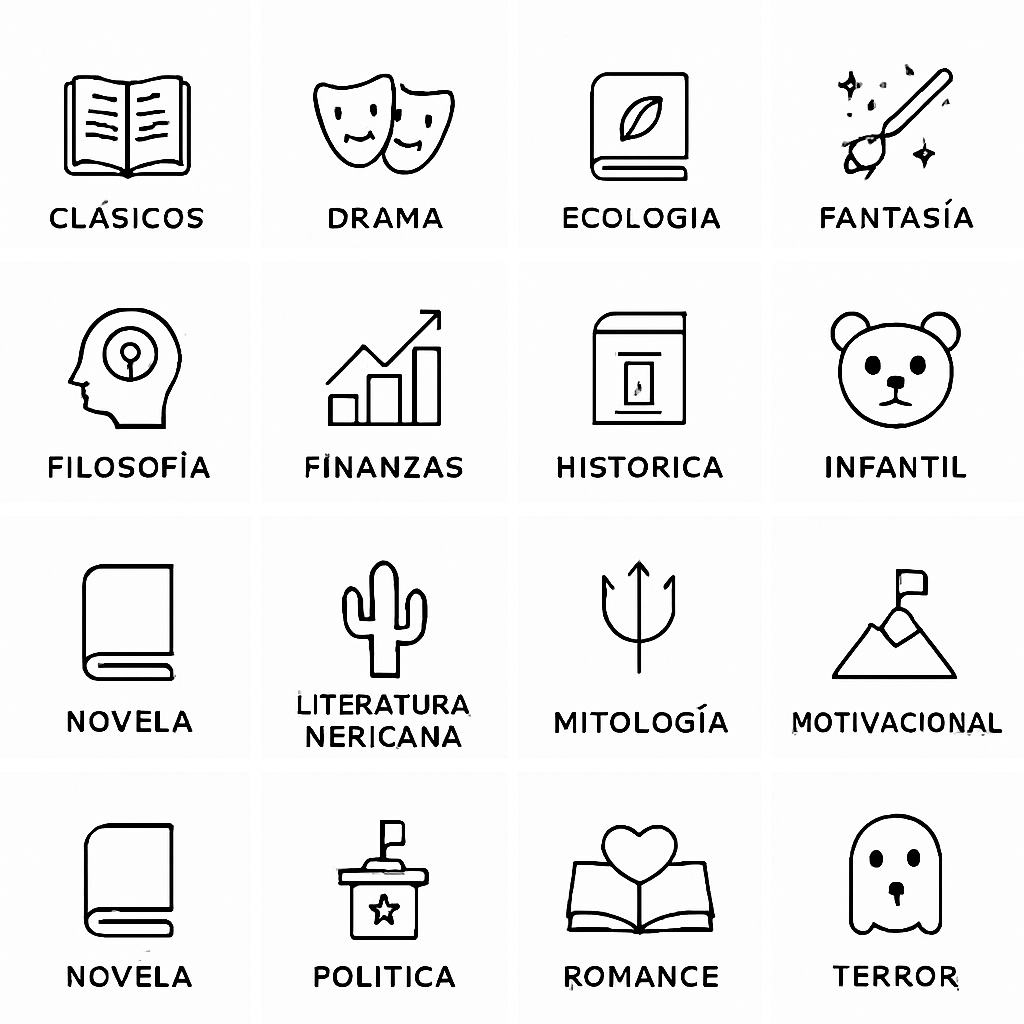 CLÁSICOS
DRAMA
ECOLOGIA
FANTASÍA
FILOSOFÍA
FINANZAS
HISTORICA
INFANTIL
NOVELA
LITERATURA
NERICANA
MITOLOGÍA
MOTIVACIONAL
NOVELA
POLITICA
ROMANCE
TERROR